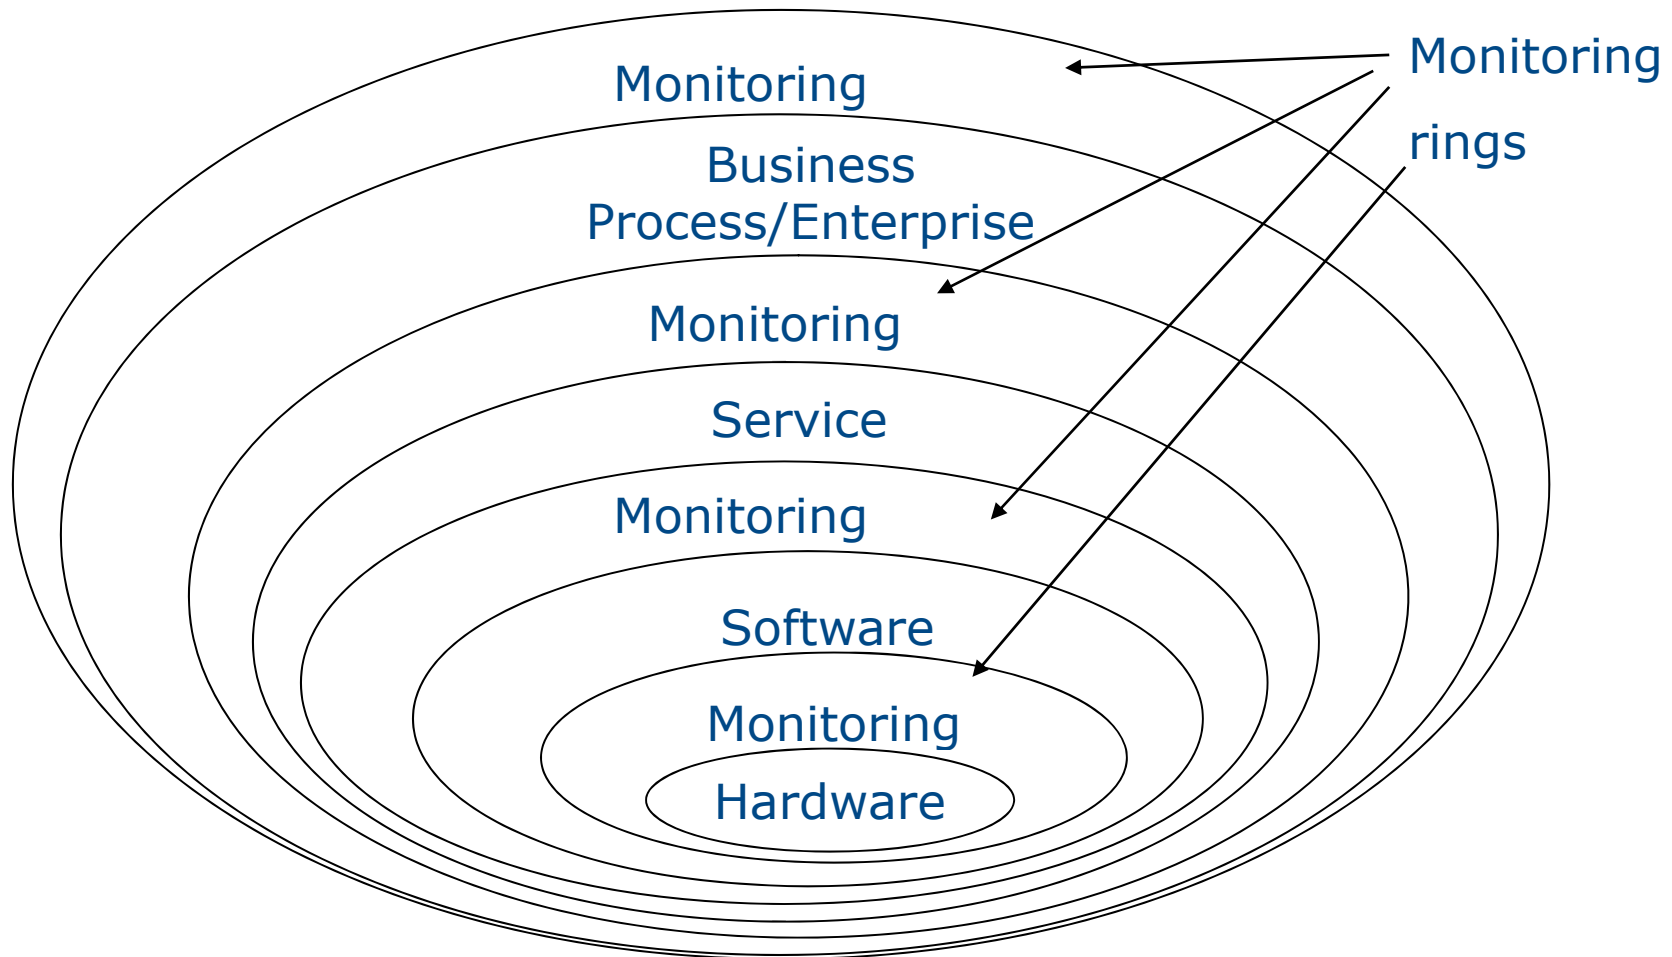 Monitoring
rings
Monitoring
Business
Process/Enterprise
Monitoring
Service
Monitoring
Software
Monitoring
Hardware